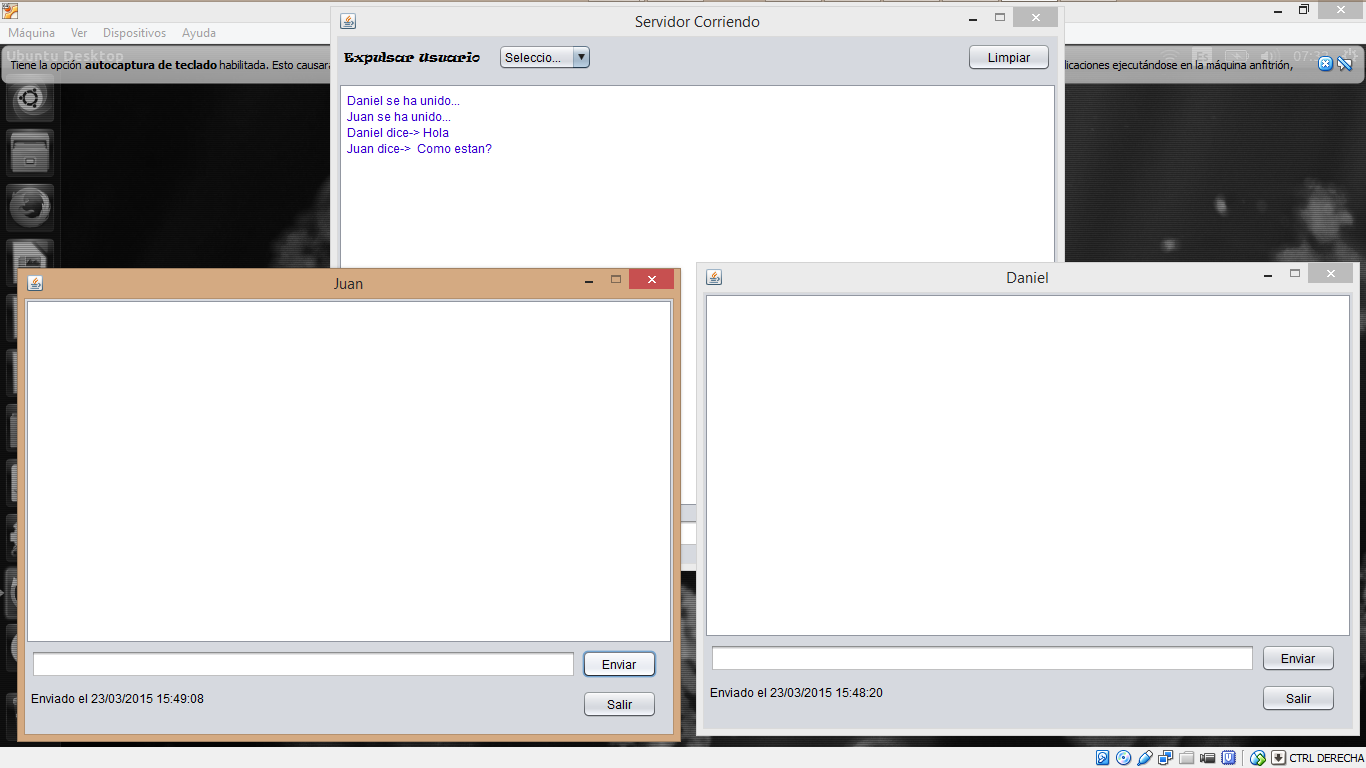 Servidor Corriendo
Máquina Ver Dispositivos Ayuda
Ubuntu Desktop
Tiene la opción autocaptura de teclado habilitada. Esto causara
licaciones ejecutándose en la máquina anfitrión,
Expulsar Usuario Seleccio... Limpiar
Daniel se ha unido...
Juan se ha unido...
Daniel dice-> Hola
Juan dice-> Como estan?
Juan
Enviar
Enviado el 23/03/2015 15:49:08
Salir
Daniel
Enviar
Enviado el 23/03/2015 15:48:20
Salir
CTRL DERECHA